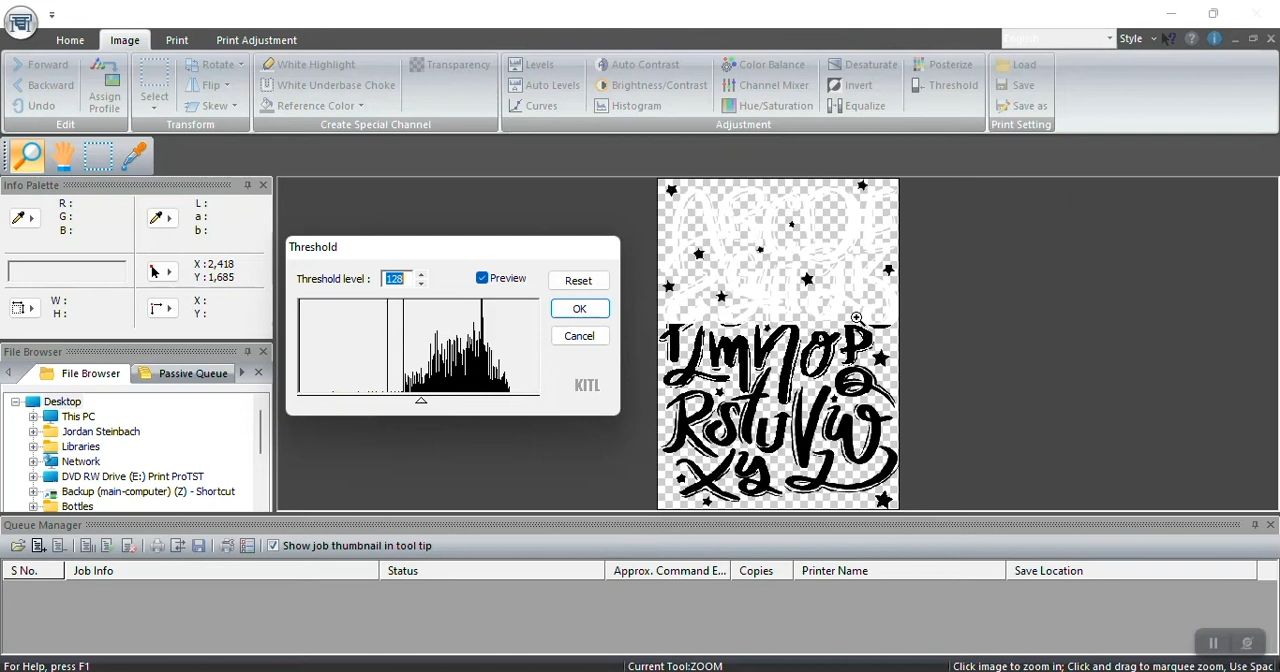 Home Image Print Print Adjustment Style
Forward Rotate White Highlight Transparency Levels Auto Contrast Color Balance Desaturate Posterize Load
Backward Assign Profile Select Flip White Underbase Choke Auto Levels Brightness/Contrast Channel Mixer Invert Threshold Save
Undo Skew Reference Color Curves Histogram Hue/Saturation Equalize Save as
Edit Transform Create Special Channel Adjustment Print Setting
Info Palette
R :
G :
B :
L :
a :
b :
X :2,418
Y :1,685
W :
H :
X :
Y :
Threshold
Threshold level : 128 Preview Reset
OK
Cancel
KITL
File Browser
File Browser Passive Queue
Desktop
This PC
Jordan Steinbach
Libraries
Network
DVD RW Drive (E:) Print ProTST
Backup (main-computer) (Z) - Shortcut
Bottles
Queue Manager
Show job thumbnail in tool tip
S No. Job Info Status Approx. Command E... Copies Printer Name Save Location
For Help, press F1 Current Tool:ZOOM Click image to zoom in; Click and drag to marquee zoom, Use Spac